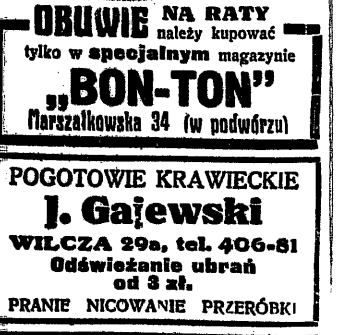 OBUWIE NA RATY
należy kupować
tylko w specjalnym magazynie
„BON-TON”
Marszałkowska 34 (w podwórzu)
POGOTOWIE KRAWIECKIE
J. Gajewski
WILCZA 29a, tel. 406-81
Odświeżanie ubrań
od 3 zł.
PRANIE NICOWANIE PRZERÓBKI